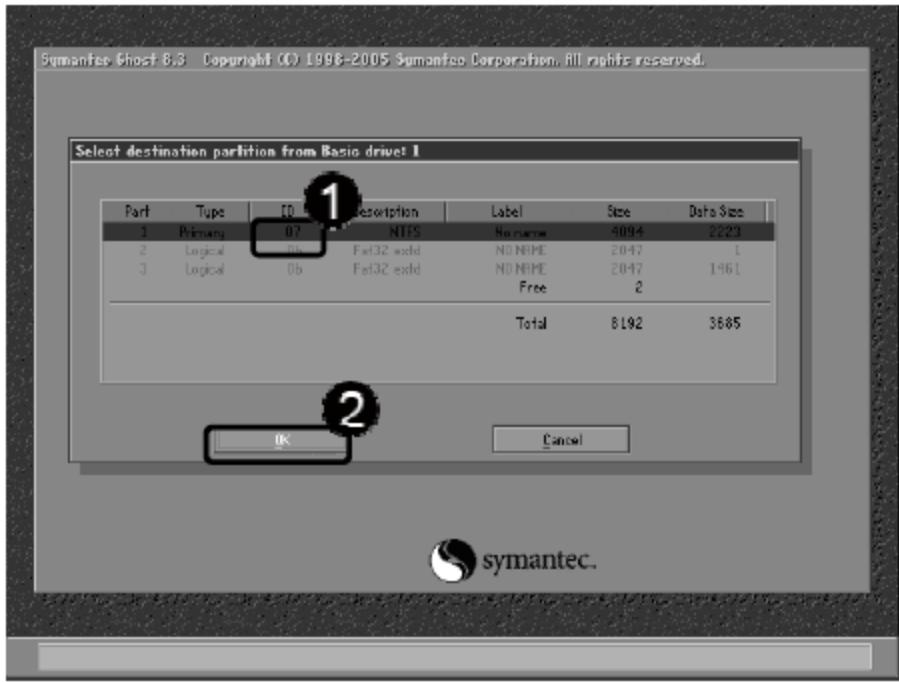 Symantec Ghost 8.3 Copyright (C) 1998-2005 Symantec Corporation. All rights reserved.
Select destination partition from Basic drive: 1
1
Part Type ID Description Label Size Data Size
1 Primary 07 NTFS No name 4094 2223
2 Logical 0b Fat32 extd NO NAME 2047 1
3 Logical 0b Fat32 extd NO NAME 2047 1461
Free 2
Total 8192 3685
2
OK Cancel
symantec.